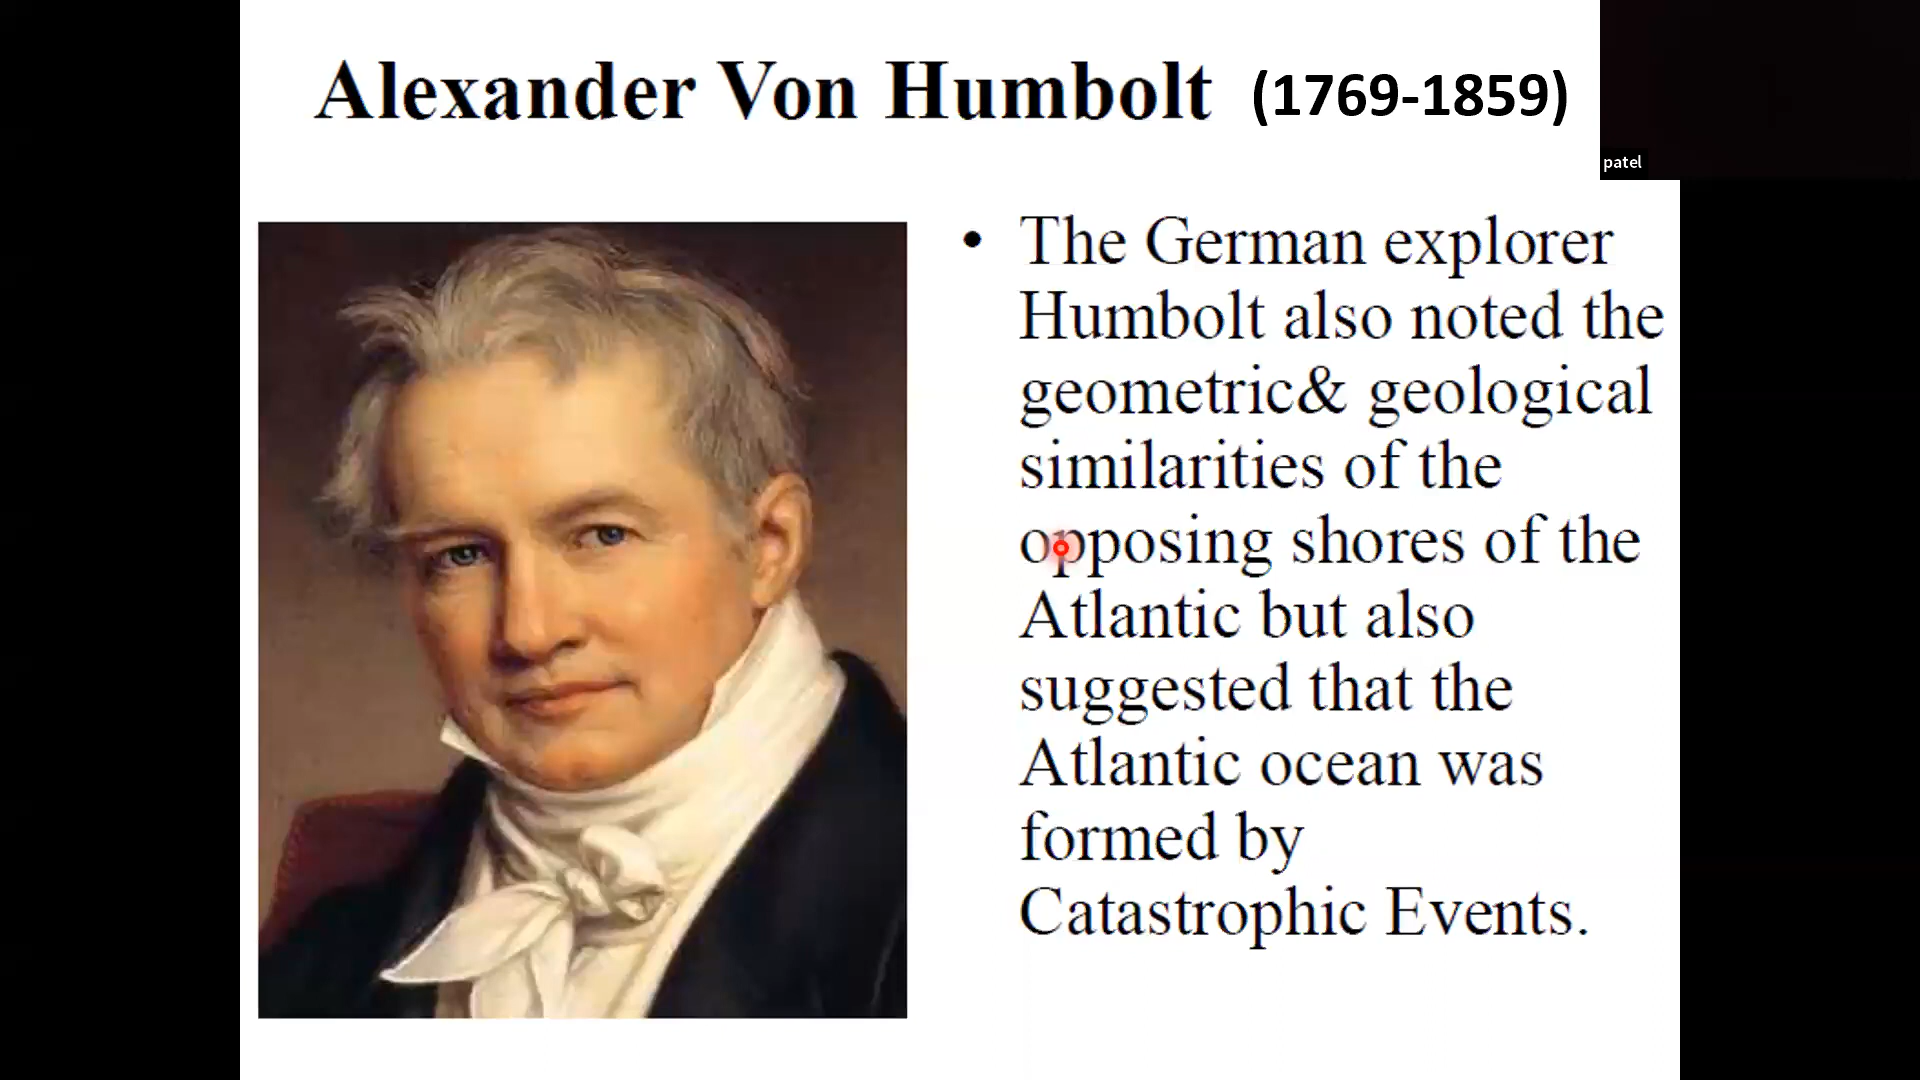 Alexander Von Humbolt (1769-1859)
patel
• The German explorer
Humbolt also noted the
geometric& geological
similarities of the
opposing shores of the
Atlantic but also
suggested that the
Atlantic ocean was
formed by
Catastrophic Events.